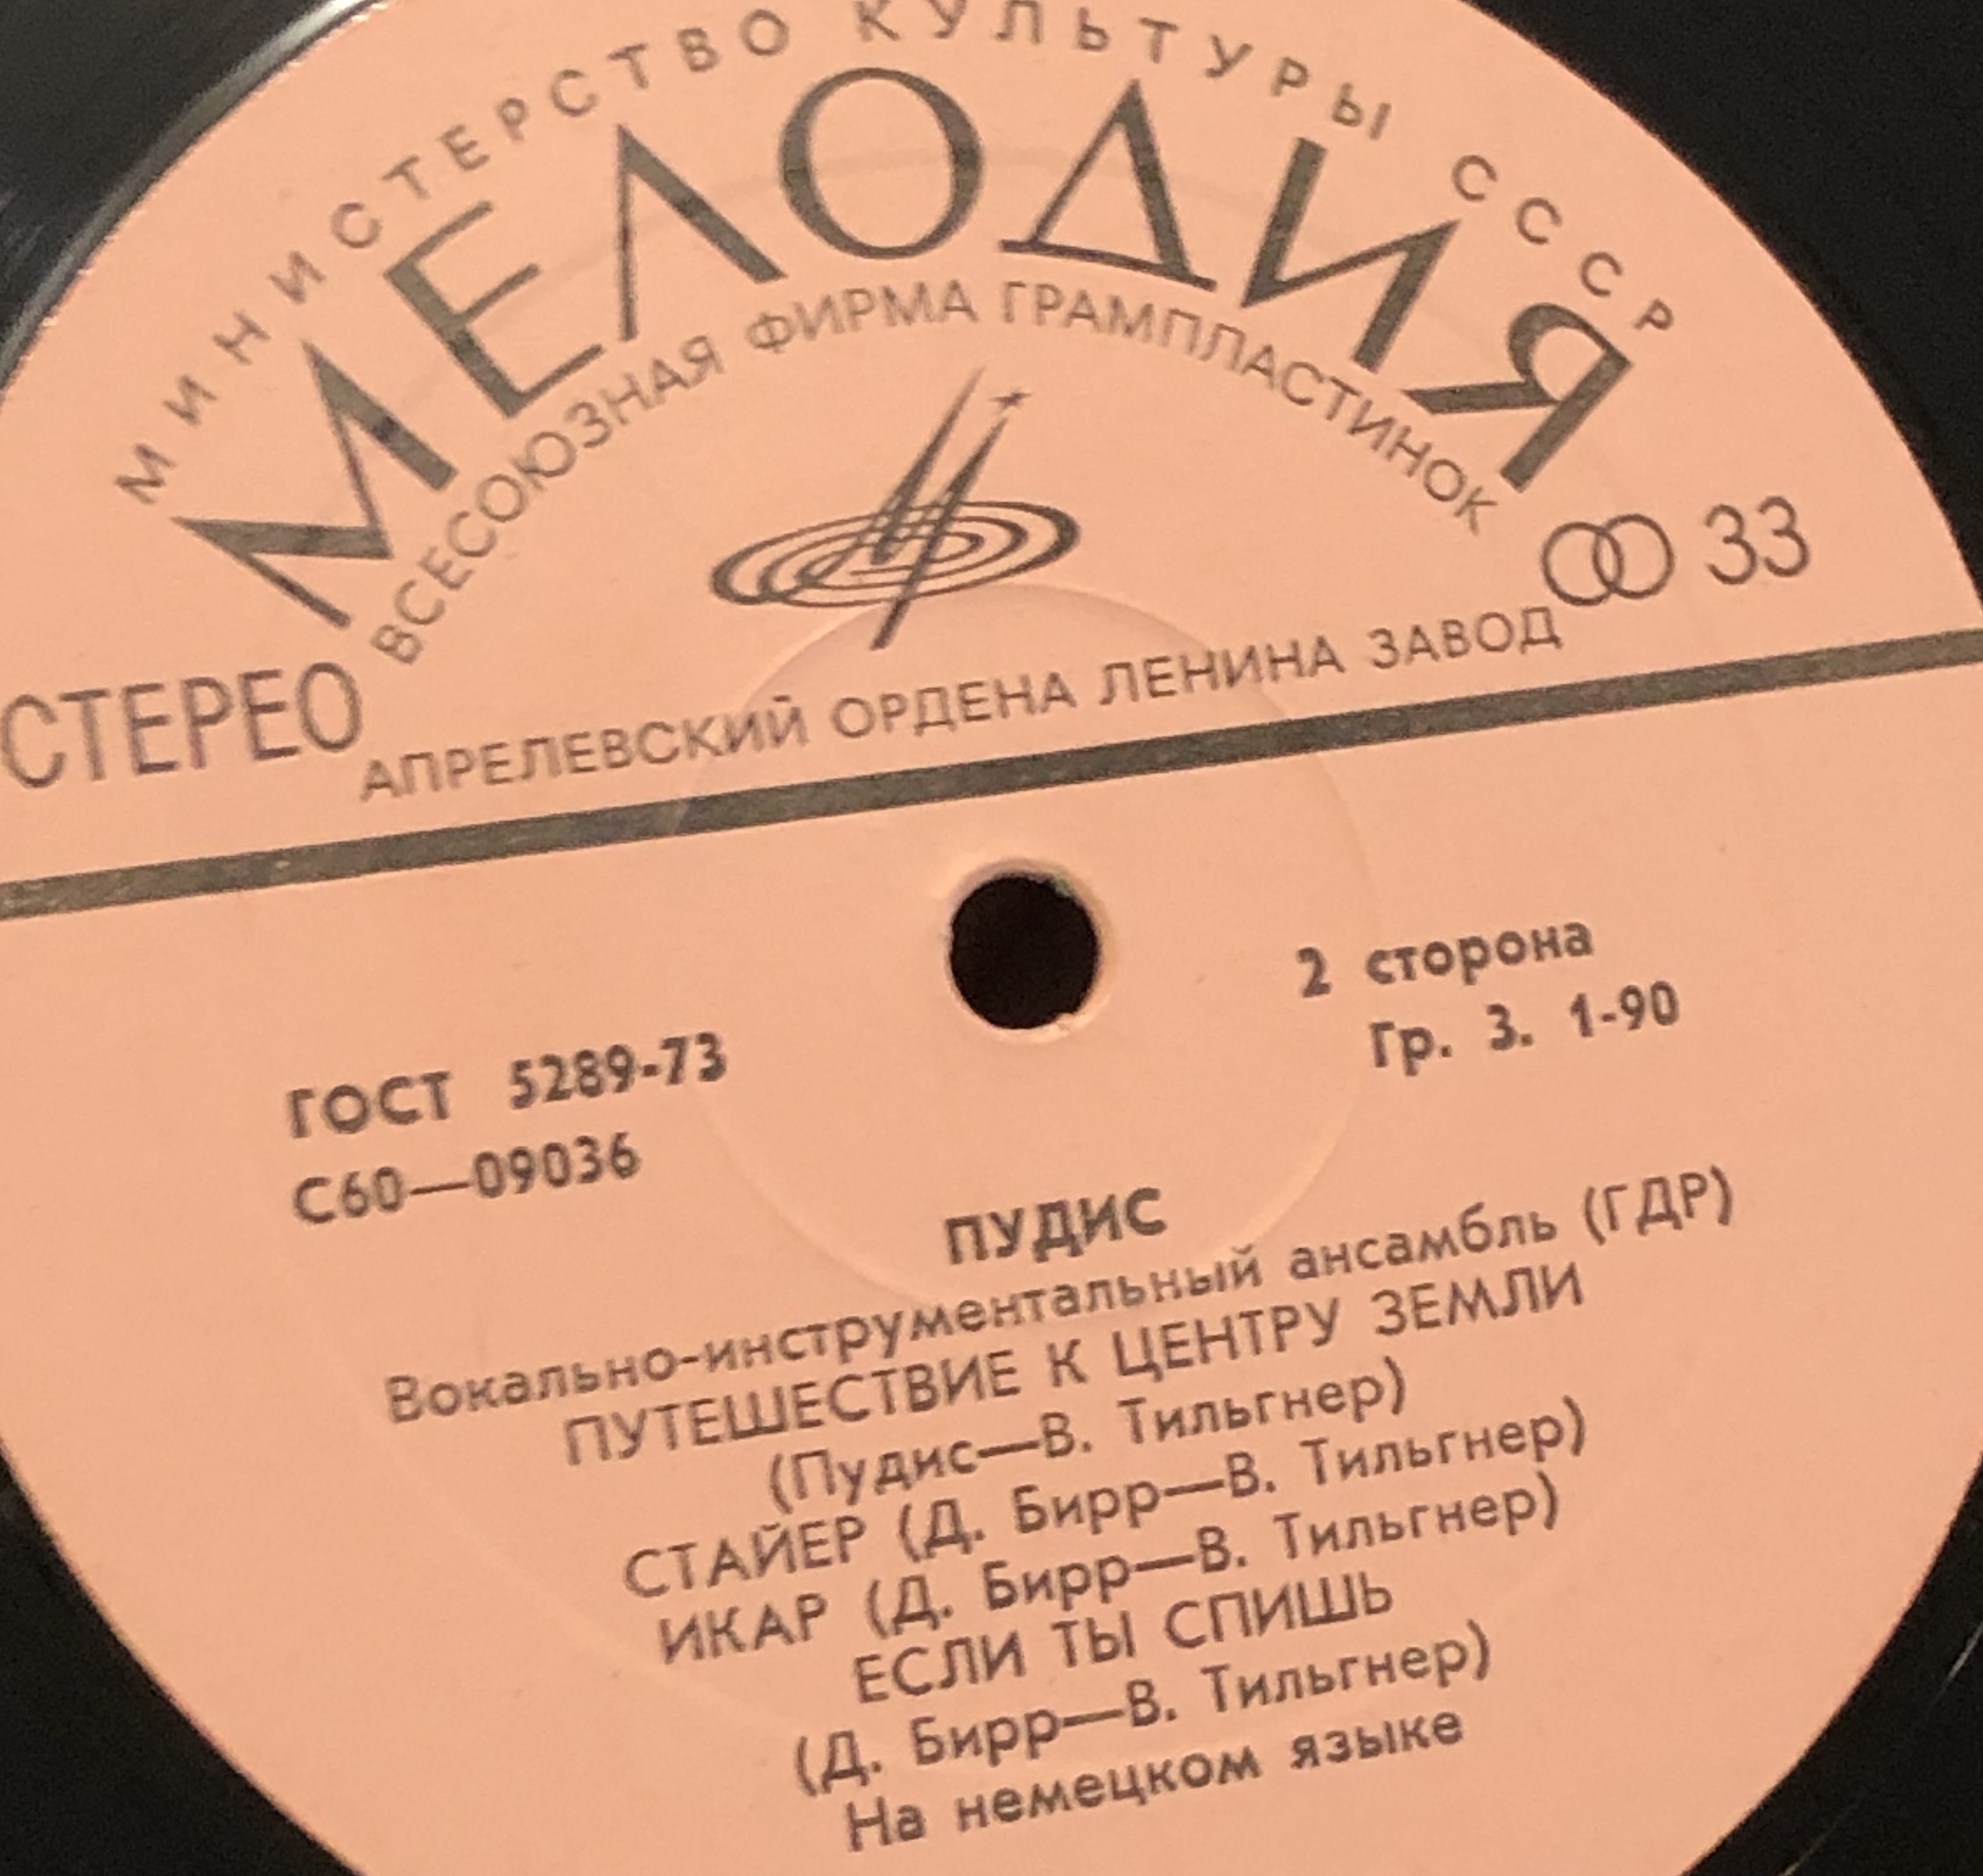 МИНИСТЕРСТВО КУЛЬТУРЫ СССР
МЕЛОДИЯ
ВСЕСОЮЗНАЯ ФИРМА ГРАМПЛАСТИНОК
33
СТЕРЕО
АПРЕЛЕВСКИЙ ОРДЕНА ЛЕНИНА ЗАВОД
2 сторона
Гр. 3. 1-90
ГОСТ 5289-73
С60—09036
ПУДИС
Вокально-инструментальный ансамбль (ГДР)
ПУТЕШЕСТВИЕ К ЦЕНТРУ ЗЕМЛИ
(Пудис—В. Тильгнер)
СТАЙЕР (Д. Бирр—В. Тильгнер)
ИКАР (Д. Бирр—В. Тильгнер)
ЕСЛИ ТЫ СПИШЬ
(Д. Бирр—В. Тильгнер)
На немецком языке